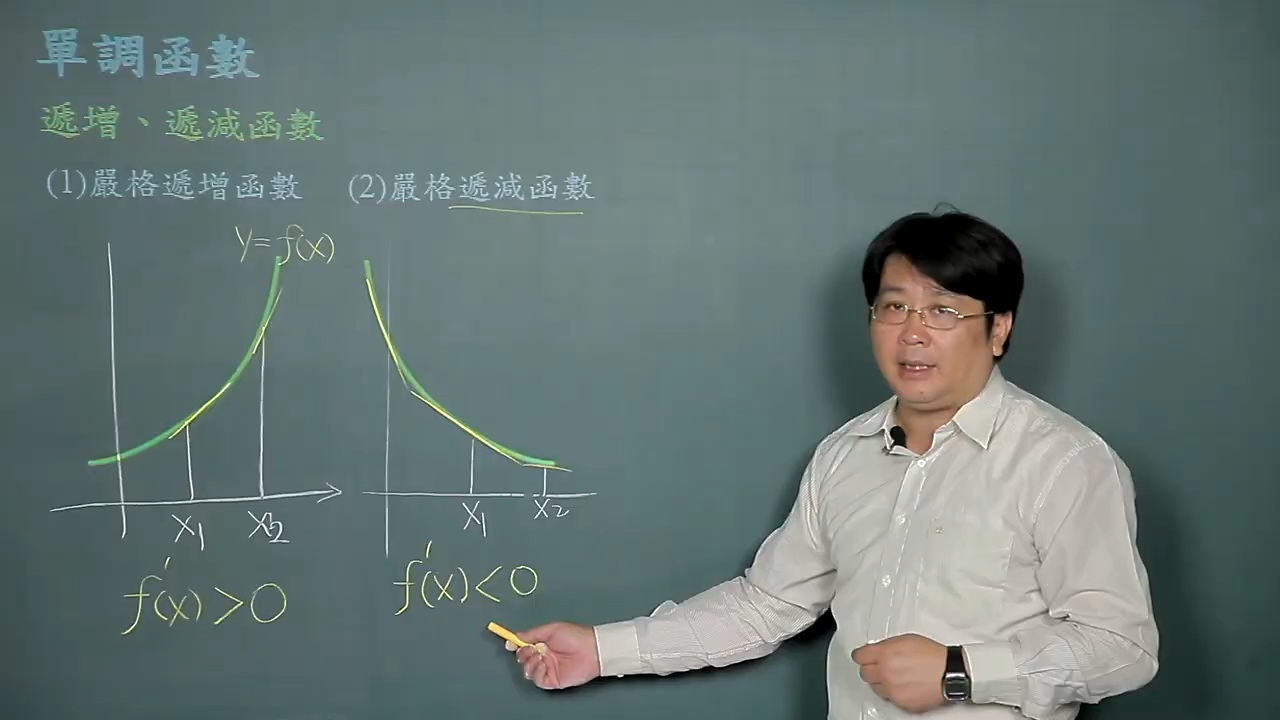 單調函數
遞增、遞減函數
(1)嚴格遞增函數 (2)嚴格遞減函數
y=f(x)
x₁ x₂ x₁ x₂
f'(x)>0 f'(x)<0